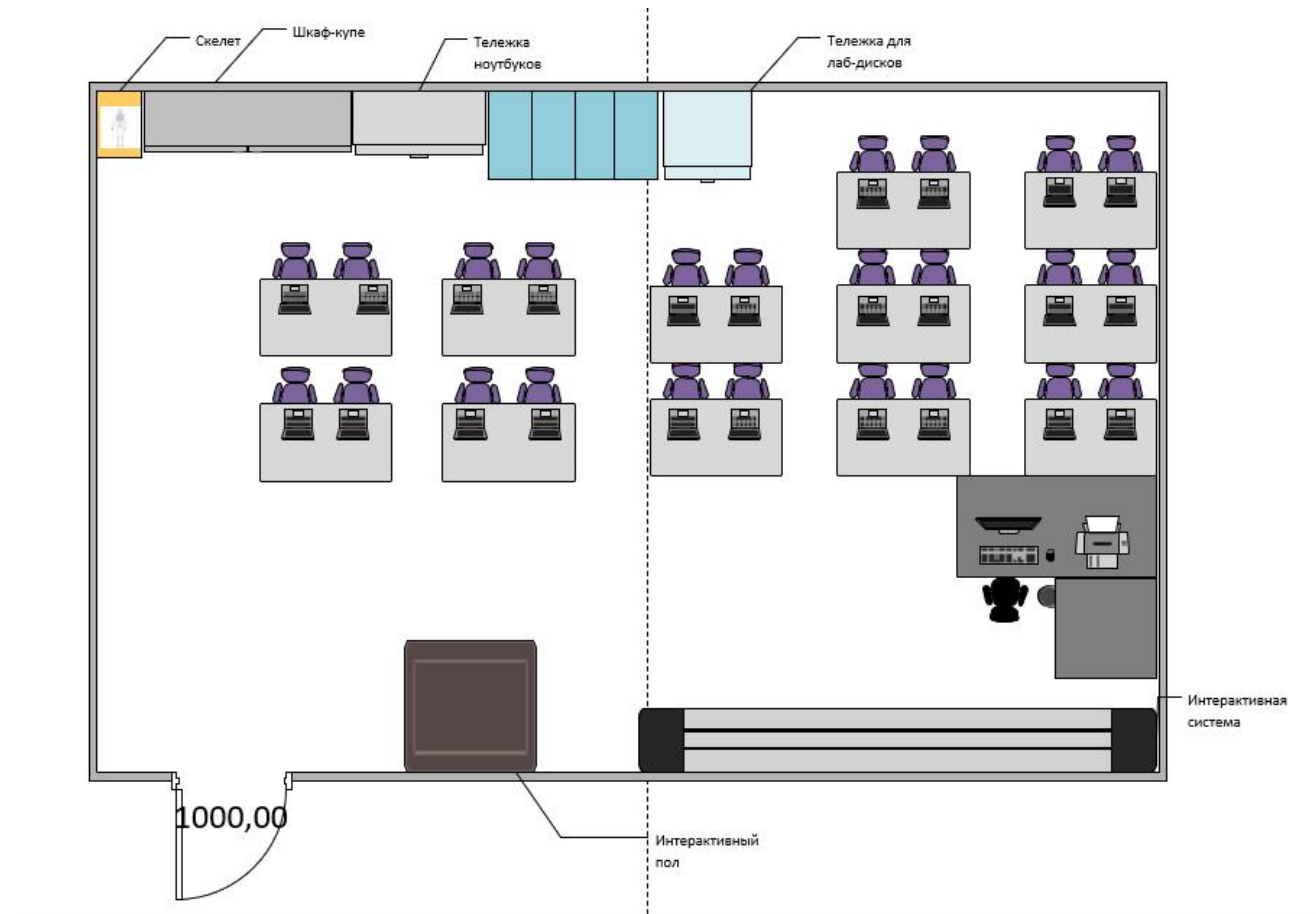 Скелет
Шкаф-купе
Тележка
ноутбуков
Тележка для
лаб-дисков
Интерактивная
система
1000,00
Интерактивный
пол